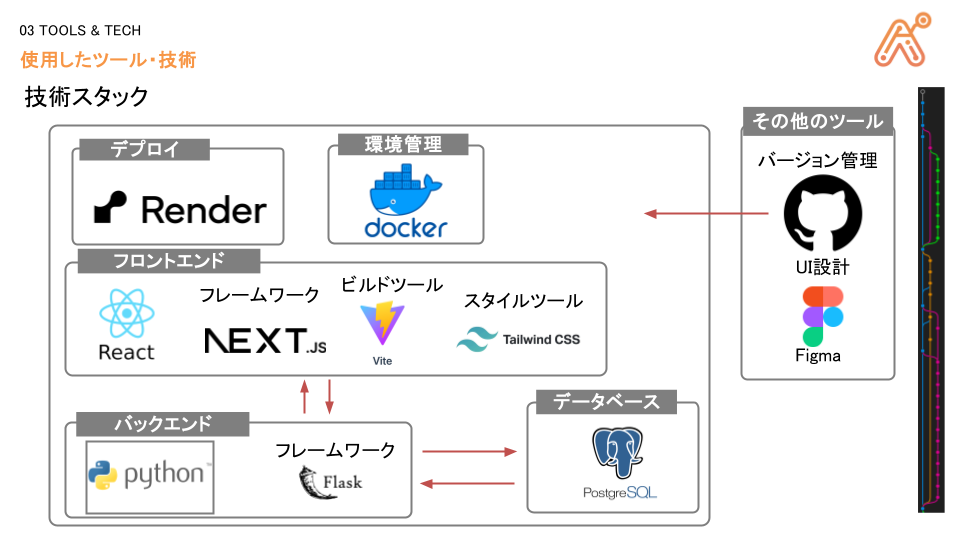 03 TOOLS & TECH
使用したツール・技術
技術スタック
デプロイ
Render
環境管理
docker
フロントエンド
React
フレームワーク
NEXT.JS
ビルドツール
Vite
スタイルツール
Tailwind CSS
バックエンド
python™
フレームワーク
Flask
データベース
PostgreSQL
その他のツール
バージョン管理
UI設計
Figma